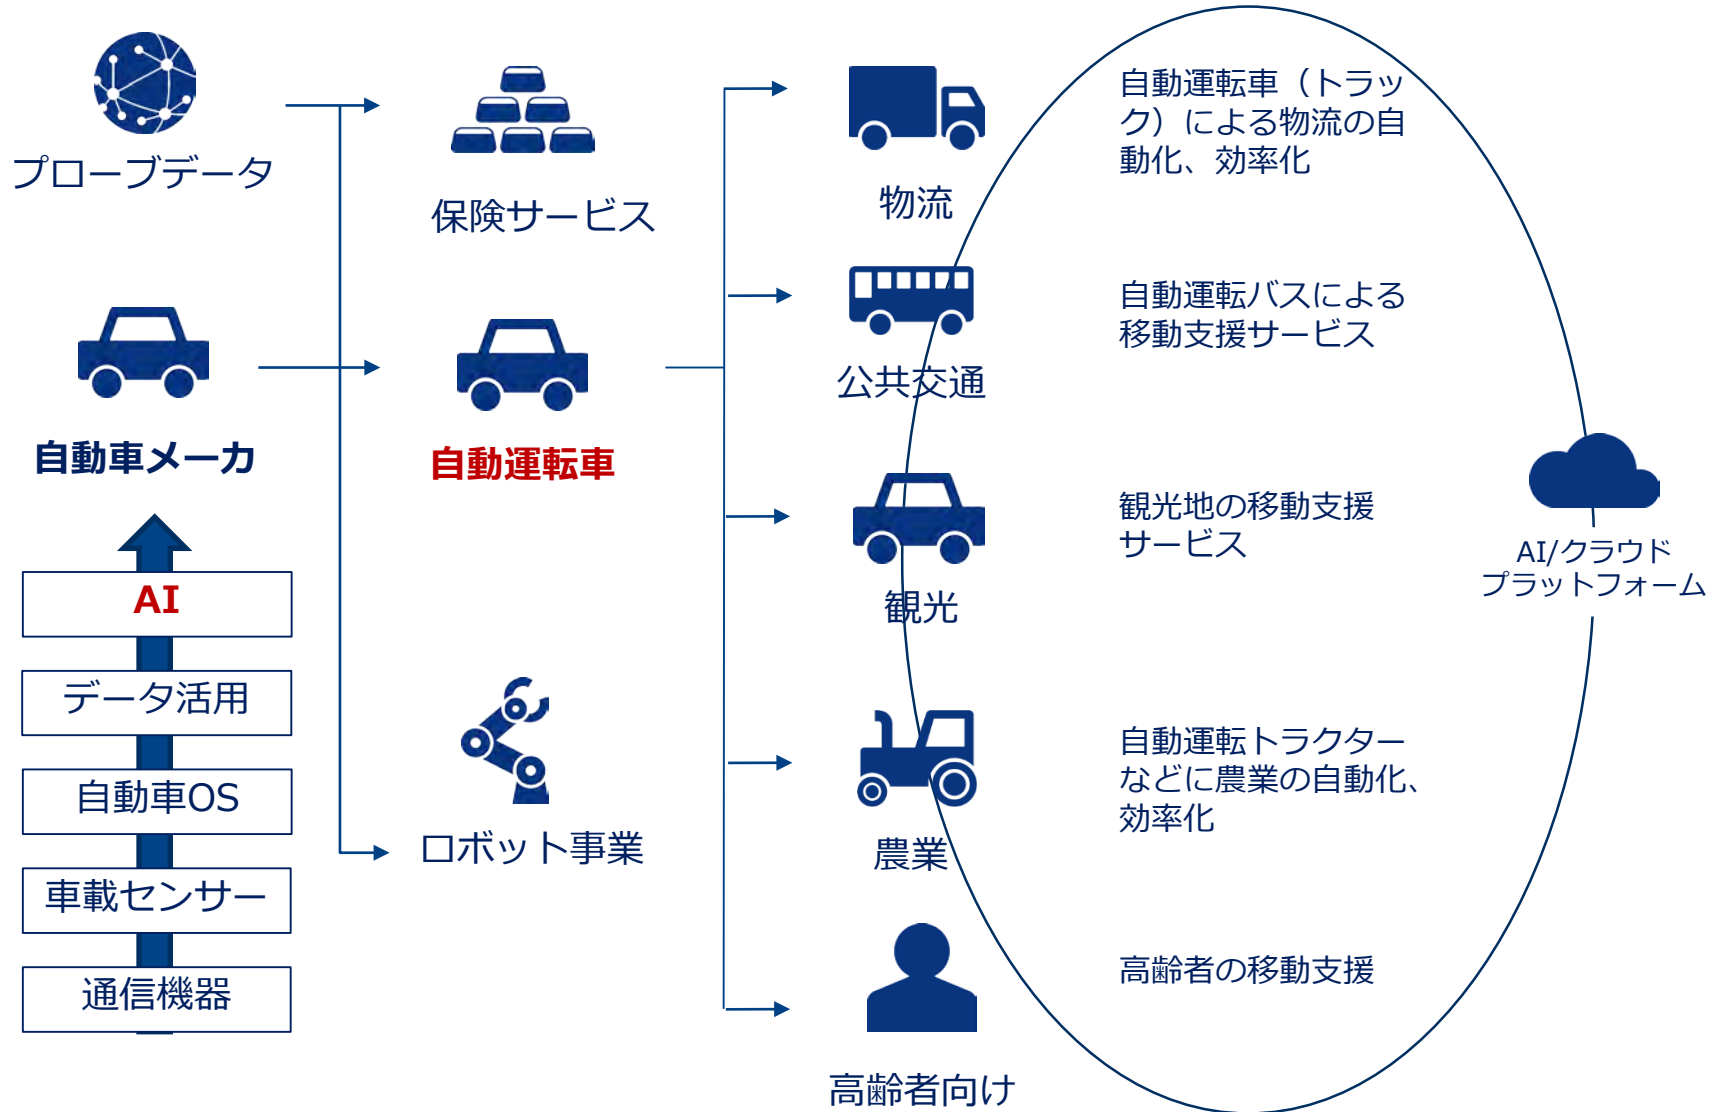 プローブデータ
自動車メーカ
AI
データ活用
自動車OS
車載センサー
通信機器
保険サービス
自動運転車
ロボット事業
物流
公共交通
観光
農業
高齢者向け
自動運転車（トラッ
ク）による物流の自
動化、効率化
自動運転バスによる
移動支援サービス
観光地の移動支援
サービス
自動運転トラクター
などに農業の自動化、
効率化
高齢者の移動支援
AI/クラウド
プラットフォーム